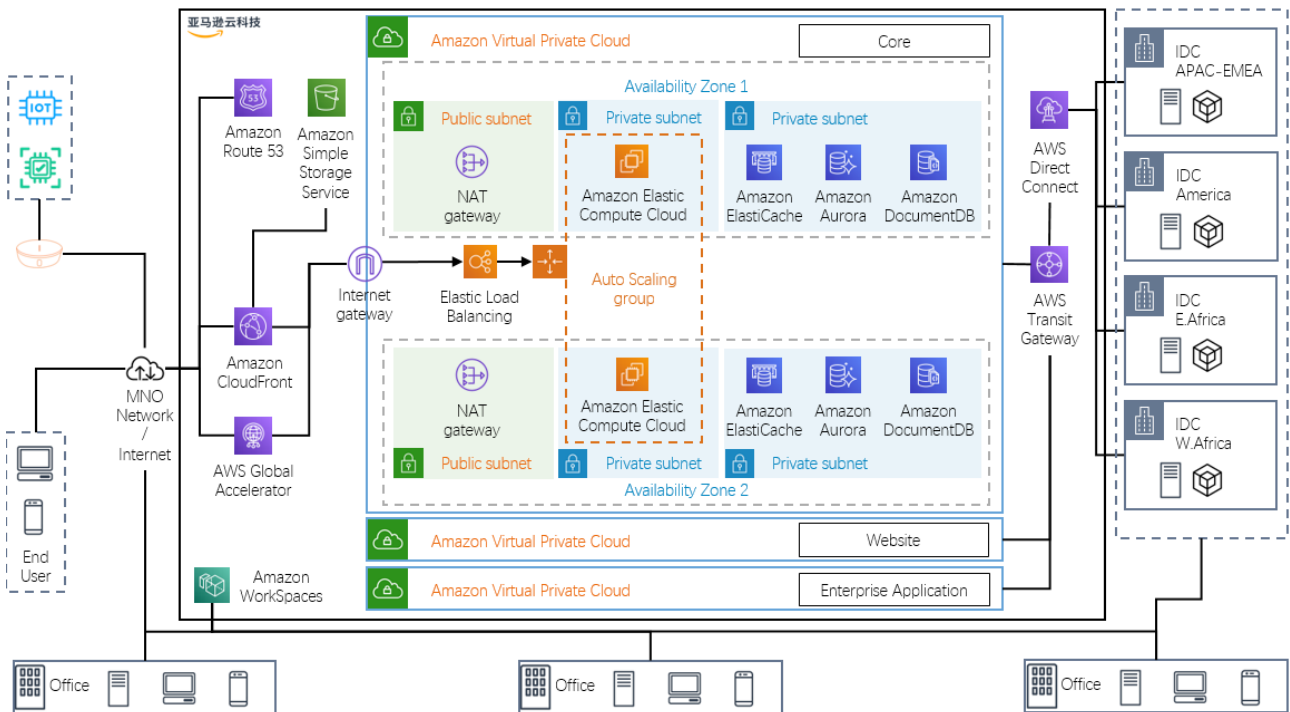 亚马逊云科技
Amazon Virtual Private Cloud
Core
Availability Zone 1
Public subnet
Private subnet
Private subnet
NAT
gateway
Amazon Elastic
Compute Cloud
Amazon
ElastiCache
Amazon
Aurora
Amazon
DocumentDB
IOT
53
Amazon
Route 53
Amazon
Simple
Storage
Service
Internet
gateway
Elastic Load
Balancing
Auto Scaling
group
Amazon
CloudFront
AWS Global
Accelerator
MNO
Network
/
Internet
End
User
NAT
gateway
Amazon Elastic
Compute Cloud
Amazon
ElastiCache
Amazon
Aurora
Amazon
DocumentDB
Public subnet
Private subnet
Private subnet
Availability Zone 2
Amazon Virtual Private Cloud
Website
Amazon Virtual Private Cloud
Enterprise Application
Amazon
WorkSpaces
AWS
Direct
Connect
AWS
Transit
Gateway
IDC
APAC-EMEA
IDC
America
IDC
E.Africa
IDC
W.Africa
Office
Office
Office